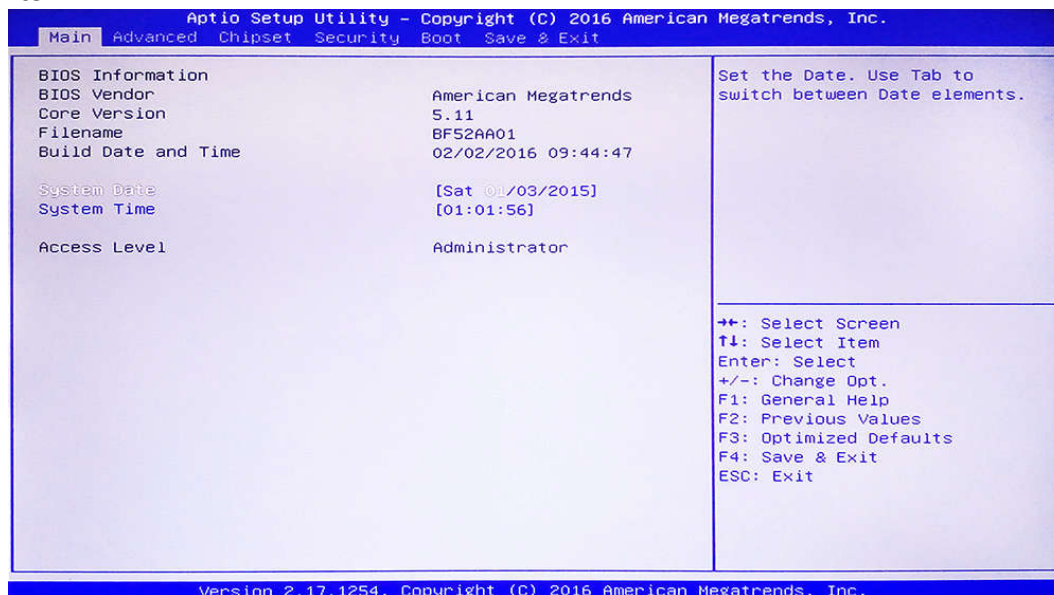 Aptio Setup Utility – Copyright (C) 2016 American Megatrends, Inc.
Main Advanced Chipset Security Boot Save & Exit
BIOS Information
BIOS Vendor American Megatrends
Core Version 5.11
Filename BF52AA01
Build Date and Time 02/02/2016 09:44:47
System Date [Sat 01/03/2015]
System Time [01:01:56]
Access Level Administrator
Set the Date. Use Tab to
switch between Date elements.
→←: Select Screen
↑↓: Select Item
Enter: Select
+/-: Change Opt.
F1: General Help
F2: Previous Values
F3: Optimized Defaults
F4: Save & Exit
ESC: Exit
Version 2.17.1254. Copyright (C) 2016 American Megatrends, Inc.